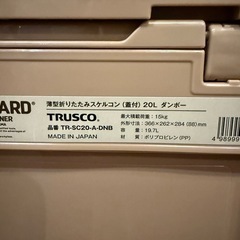 薄型折りたたみスケルコン(蓋付) 20L ダンボー
ARD
NER
TRUSCO®
品番 TR-SC20-A-DNB
MADE IN JAPAN
最大積載荷重：15kg
外形寸法：366×262×284 (88) mm
容量：19.7L
材質：ポリプロピレン(PP)
4989999